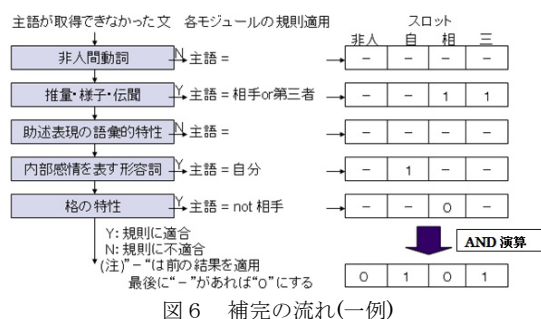 主語が取得できなかった文 各モジュールの規則適用 スロット
非人 自 相 三
非人間動詞 N 主語= - - - -
推量・様子・伝聞 Y 主語=相手or第三者 - - 1 1
助述表現の語彙的特性 N 主語= - - - -
内部感情を表す形容詞 Y 主語=自分 - 1 - -
格の特性 Y 主語=not 相手 - - 0 -
Y:規則に適合
N:規則に不適合
AND 演算
(注)"-"は前の結果を適用
最後に"-"があれば"0"にする 0 1 0 1
図6 補完の流れ(一例)